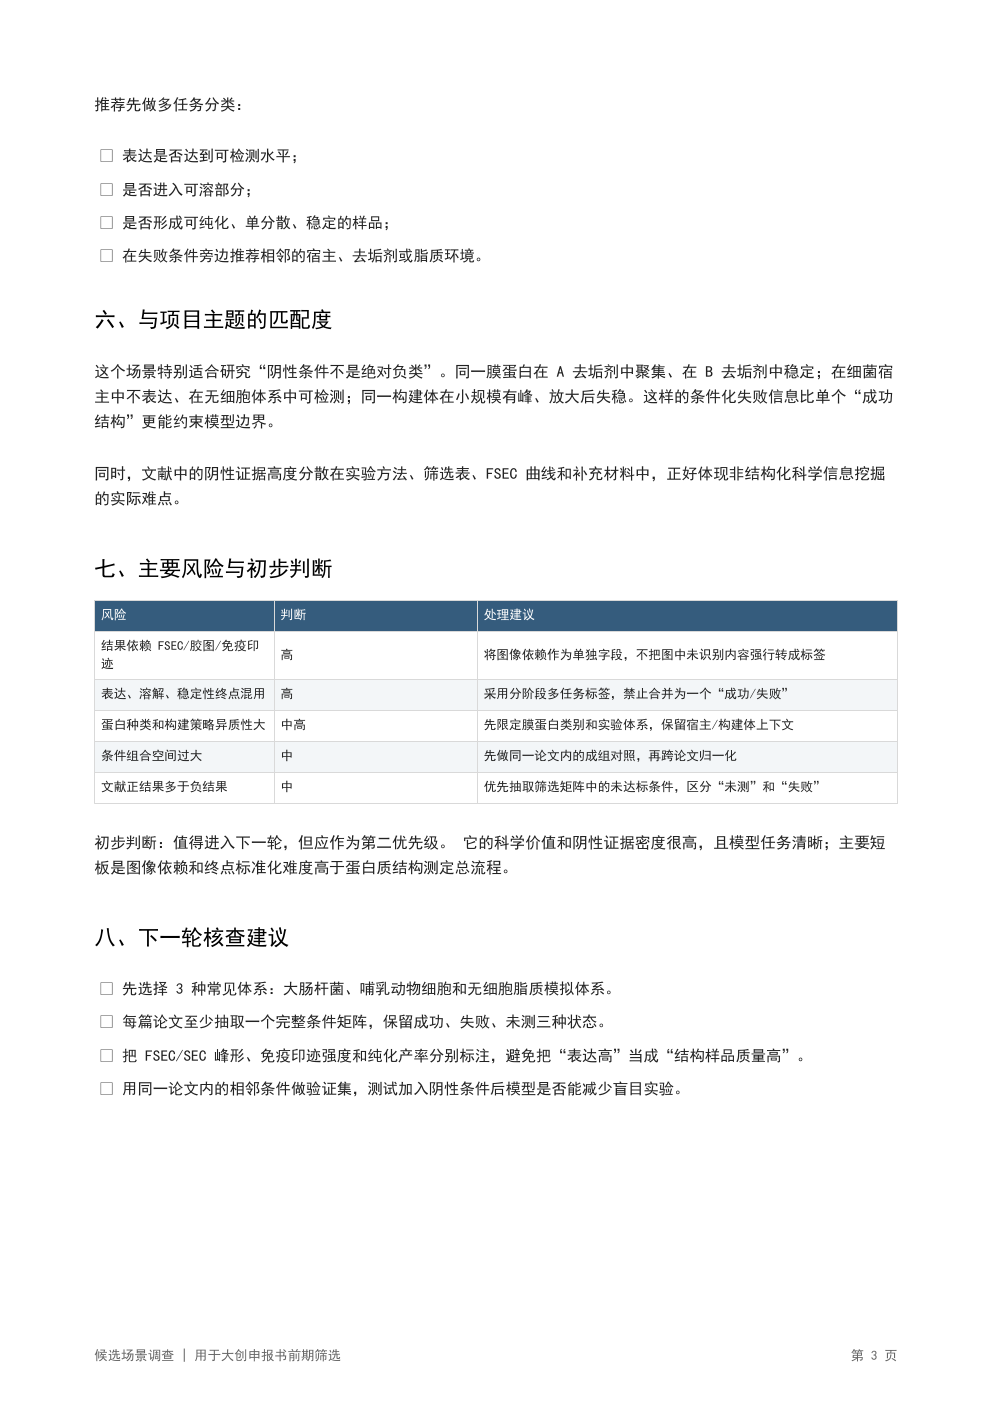 推荐先做多任务分类：
□ 表达是否达到可检测水平；
□ 是否进入可溶部分；
□ 是否形成可纯化、单分散、稳定的样品；
□ 在失败条件旁边推荐相邻的宿主、去垢剂或脂质环境。
六、与项目主题的匹配度
这个场景特别适合研究“阴性条件不是绝对负类”。同一膜蛋白在 A 去垢剂中聚集、在 B 去垢剂中稳定；在细菌宿
主中不表达、在无细胞体系中可检测；同一构建体在小规模有峰、放大后失稳。这样的条件化失败信息比单个“成功
结构”更能约束模型边界。
同时，文献中的阴性证据高度分散在实验方法、筛选表、FSEC 曲线和补充材料中，正好体现非结构化科学信息挖掘
的实际难点。
七、主要风险与初步判断
风险 判断 处理建议
结果依赖 FSEC/胶图/免疫印
迹 高 将图像依赖作为单独字段，不把图中未识别内容强行转成标签
表达、溶解、稳定性终点混用 高 采用分阶段多任务标签，禁止合并为一个“成功/失败”
蛋白种类和构建策略异质性大 中高 先限定膜蛋白类别和实验体系，保留宿主/构建体上下文
条件组合空间过大 中 先做同一论文内的成组对照，再跨论文归一化
文献正结果多于负结果 中 优先抽取筛选矩阵中的未达标条件，区分“未测”和“失败”
初步判断：值得进入下一轮，但应作为第二优先级。 它的科学价值和阴性证据密度很高，且模型任务清晰；主要短
板是图像依赖和终点标准化难度高于蛋白质结构测定总流程。
八、下一轮核查建议
□ 先选择 3 种常见体系：大肠杆菌、哺乳动物细胞和无细胞脂质模拟体系。
□ 每篇论文至少抽取一个完整条件矩阵，保留成功、失败、未测三种状态。
□ 把 FSEC/SEC 峰形、免疫印迹强度和纯化产率分别标注，避免把“表达高”当成“结构样品质量高”。
□ 用同一论文内的相邻条件做验证集，测试加入阴性条件后模型是否能减少盲目实验。
候选场景调查 | 用于大创申报书前期筛选 第 3 页